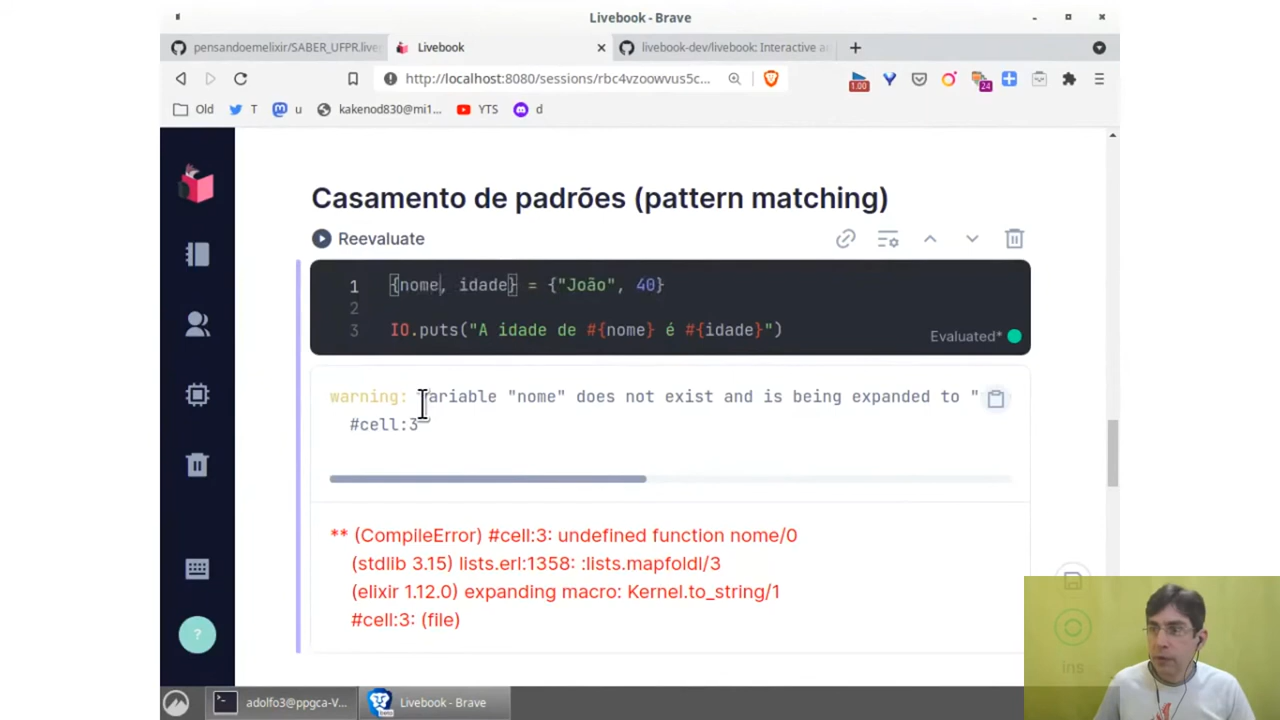 Livebook - Brave
pensandoemelixir/SABER_UFPR.live
Livebook
livebook-dev/livebook: Interactive a
http://localhost:8080/sessions/rbc4vzoowvus5c...
1.00
24
Old
T
u
kakenod830@mi1...
YTS
d
Casamento de padrões (pattern matching)
Reevaluate
1 {nome, idade} = {"João", 40}
2
3 IO.puts("A idade de #{nome} é #{idade}")
Evaluated*
warning: variable "nome" does not exist and is being expanded to "
#cell:3
** (CompileError) #cell:3: undefined function nome/0
(stdlib 3.15) lists.erl:1358: :lists.mapfoldl/3
(elixir 1.12.0) expanding macro: Kernel.to_string/1
#cell:3: (file)
?
ins
adolfo3@ppgca-V...
Livebook - Brave